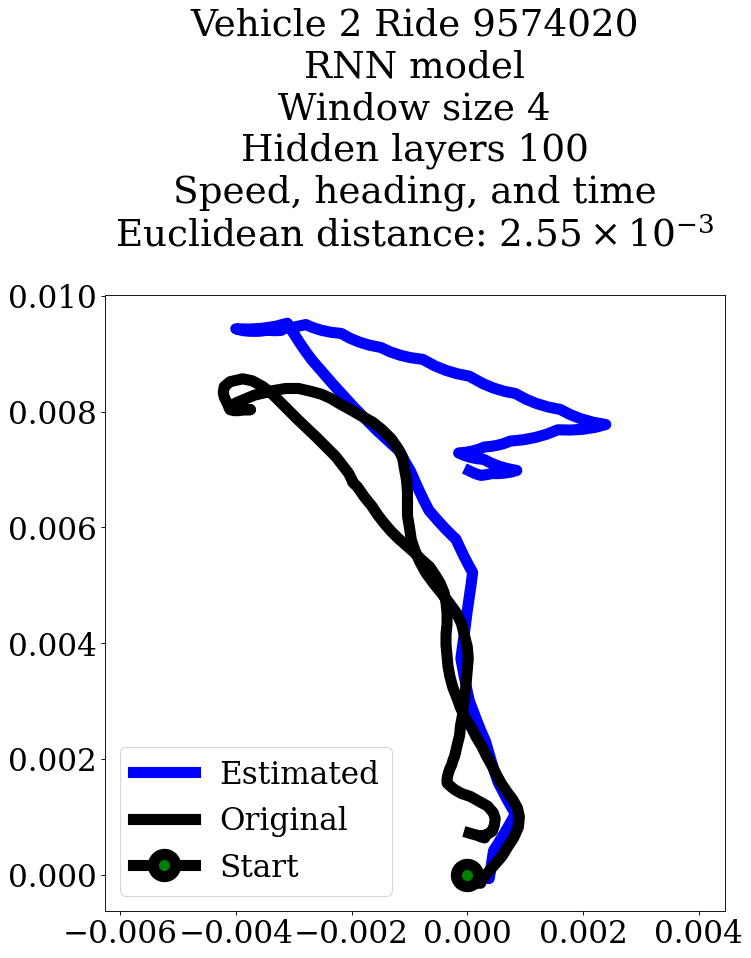 Vehicle 2 Ride 9574020
RNN model
Window size 4
Hidden layers 100
Speed, heading, and time
Euclidean distance: 2.55 × 10⁻³
0.010
0.008
0.006
0.004
0.002
0.000
Estimated
Original
Start
−0.006 −0.004 −0.002 0.000 0.002 0.004